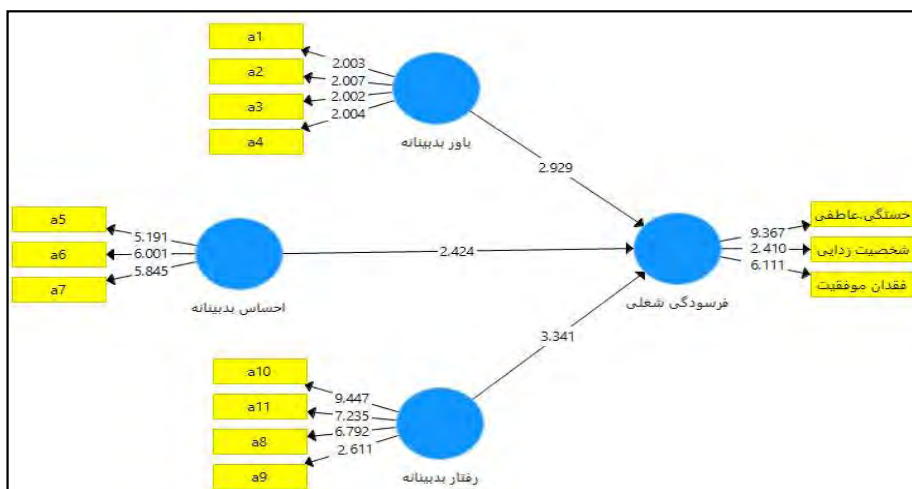 a1
a2
a3
a4
2.003
2.007
2.002
2.004
باور بدبینانه
2.929
a5
a6
a7
5.191
6.001
5.845
احساس بدبینانه
2.424
خستگی.عاطفی
شخصیت زدایی
فقدان موفقیت
9.367
2.410
6.111
فرسودگی شغلی
3.341
a10
a11
a8
a9
9.447
7.235
6.792
2.611
رفتار بدبینانه